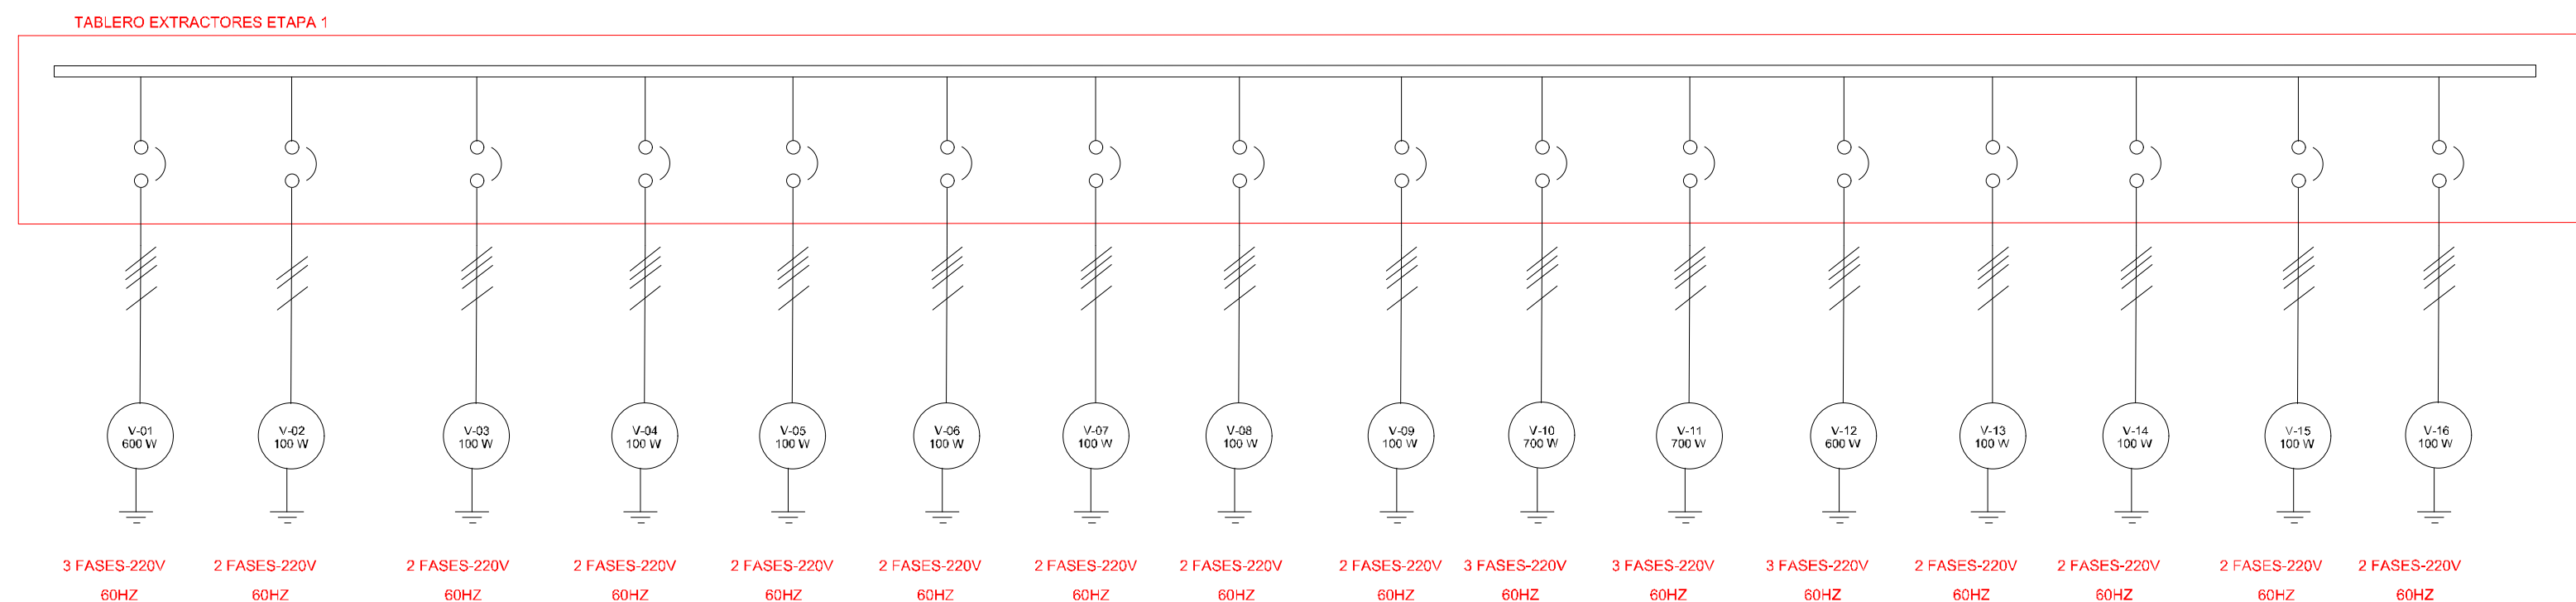 TABLERO EXTRACTORES ETAPA 1
V-01
600 W
V-02
100 W
V-03
100 W
V-04
100 W
V-05
100 W
V-06
100 W
V-07
100 W
V-08
100 W
V-09
100 W
V-10
700 W
V-11
700 W
V-12
600 W
V-13
100 W
V-14
100 W
V-15
100 W
V-16
100 W
3 FASES-220V
60HZ
2 FASES-220V
60HZ
2 FASES-220V
60HZ
2 FASES-220V
60HZ
2 FASES-220V
60HZ
2 FASES-220V
60HZ
2 FASES-220V
60HZ
2 FASES-220V
60HZ
2 FASES-220V
60HZ
3 FASES-220V
60HZ
3 FASES-220V
60HZ
3 FASES-220V
60HZ
2 FASES-220V
60HZ
2 FASES-220V
60HZ
2 FASES-220V
60HZ
2 FASES-220V
60HZ